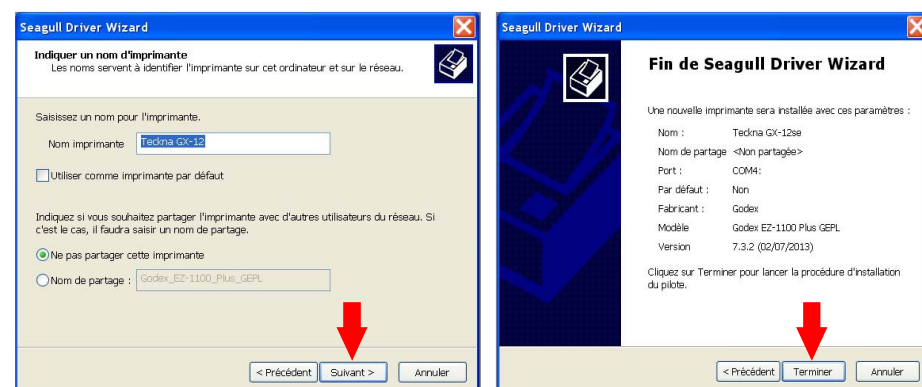 Seagull Driver Wizard
Indiquer un nom d'imprimante
Les noms servent à identifier l'imprimante sur cet ordinateur et sur le réseau.
Saisissez un nom pour l'imprimante.
Nom imprimante Teckna GX-12
Utiliser comme imprimante par défaut
Indiquez si vous souhaitez partager l'imprimante avec d'autres utilisateurs du réseau. Si
c'est le cas, il faudra saisir un nom de partage.
Ne pas partager cette imprimante
Nom de partage : Godex_EZ-1100_Plus_GEPL
< Précédent Suivant > Annuler
Seagull Driver Wizard
Fin de Seagull Driver Wizard
Une nouvelle imprimante sera installée avec ces paramètres :
Nom : Teckna GX-12se
Nom de partage <Non partagée>
Port : COM4:
Par défaut : Non
Fabricant : Godex
Modèle Godex EZ-1100 Plus GEPL
Version 7.3.2 (02/07/2013)
Cliquez sur Terminer pour lancer la procédure d'installation
du pilote.
< Précédent Terminer Annuler